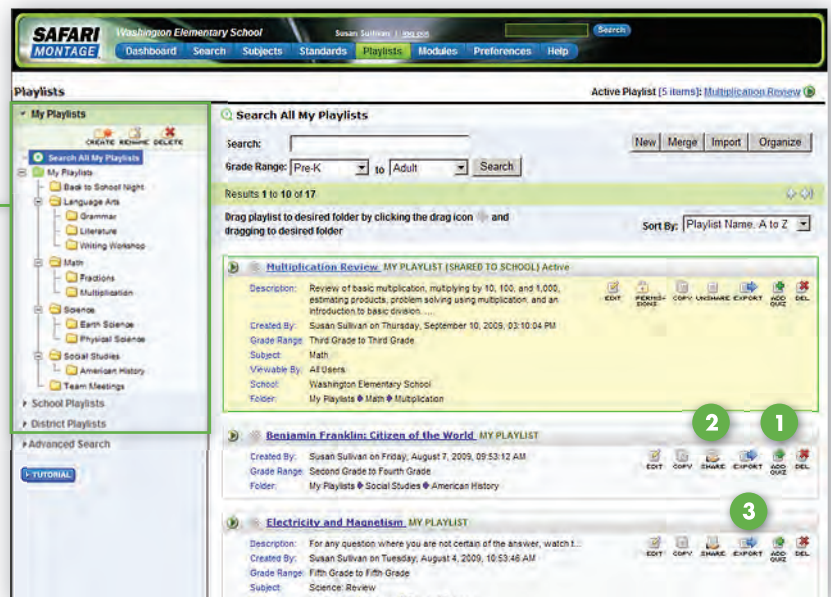 SAFARI
MONTAGE
Washington Elementary School
Susan Sullivan | log out
Search
Dashboard Search Subjects Standards Playlists Modules Preferences Help
Playlists
Active Playlist [5 items]: Multiplication Review
My Playlists
CREATE RENAME DELETE
Search All My Playlists
My Playlists
Back to School Night
Language Arts
Grammar
Literature
Writing Workshop
Math
Fractions
Multiplication
Science
Earth Science
Physical Science
Social Studies
American History
Team Meetings
School Playlists
District Playlists
Advanced Search
TUTORIAL
Search All My Playlists
Search:
New Merge Import Organize
Grade Range: Pre-K to Adult Search
Results 1 to 10 of 17
Drag playlist to desired folder by clicking the drag icon and
dragging to desired folder
Sort By: Playlist Name, A to Z
Multiplication Review MY PLAYLIST (SHARED TO SCHOOL) Active
Description: Review of basic multiplication, multiplying by 10, 100, and 1,000,
estimating products, problem solving using multiplication, and an
introduction to basic division.....
EDIT PERMIS-SIONS COPY UNSHARE EXPORT ADD QUIZ DEL
Created By: Susan Sullivan on Thursday, September 10, 2009, 03:10:04 PM
Grade Range: Third Grade to Third Grade
Subject: Math
Viewable By: All Users
School: Washington Elementary School
Folder: My Playlists Math Multiplication
2 1
Benjamin Franklin: Citizen of the World MY PLAYLIST
Created By: Susan Sullivan on Friday, August 7, 2009, 09:53:12 AM
Grade Range: Second Grade to Fourth Grade
Folder: My Playlists Social Studies American History
EDIT COPY SHARE EXPORT ADD QUIZ DEL
3
Electricity and Magnetism MY PLAYLIST
Description: For any question where you are not certain of the answer, watch t...
Created By: Susan Sullivan on Tuesday, August 4, 2009, 10:53:46 AM
Grade Range: Fifth Grade to Fifth Grade
Subject: Science: Review
EDIT COPY SHARE EXPORT ADD QUIZ DEL